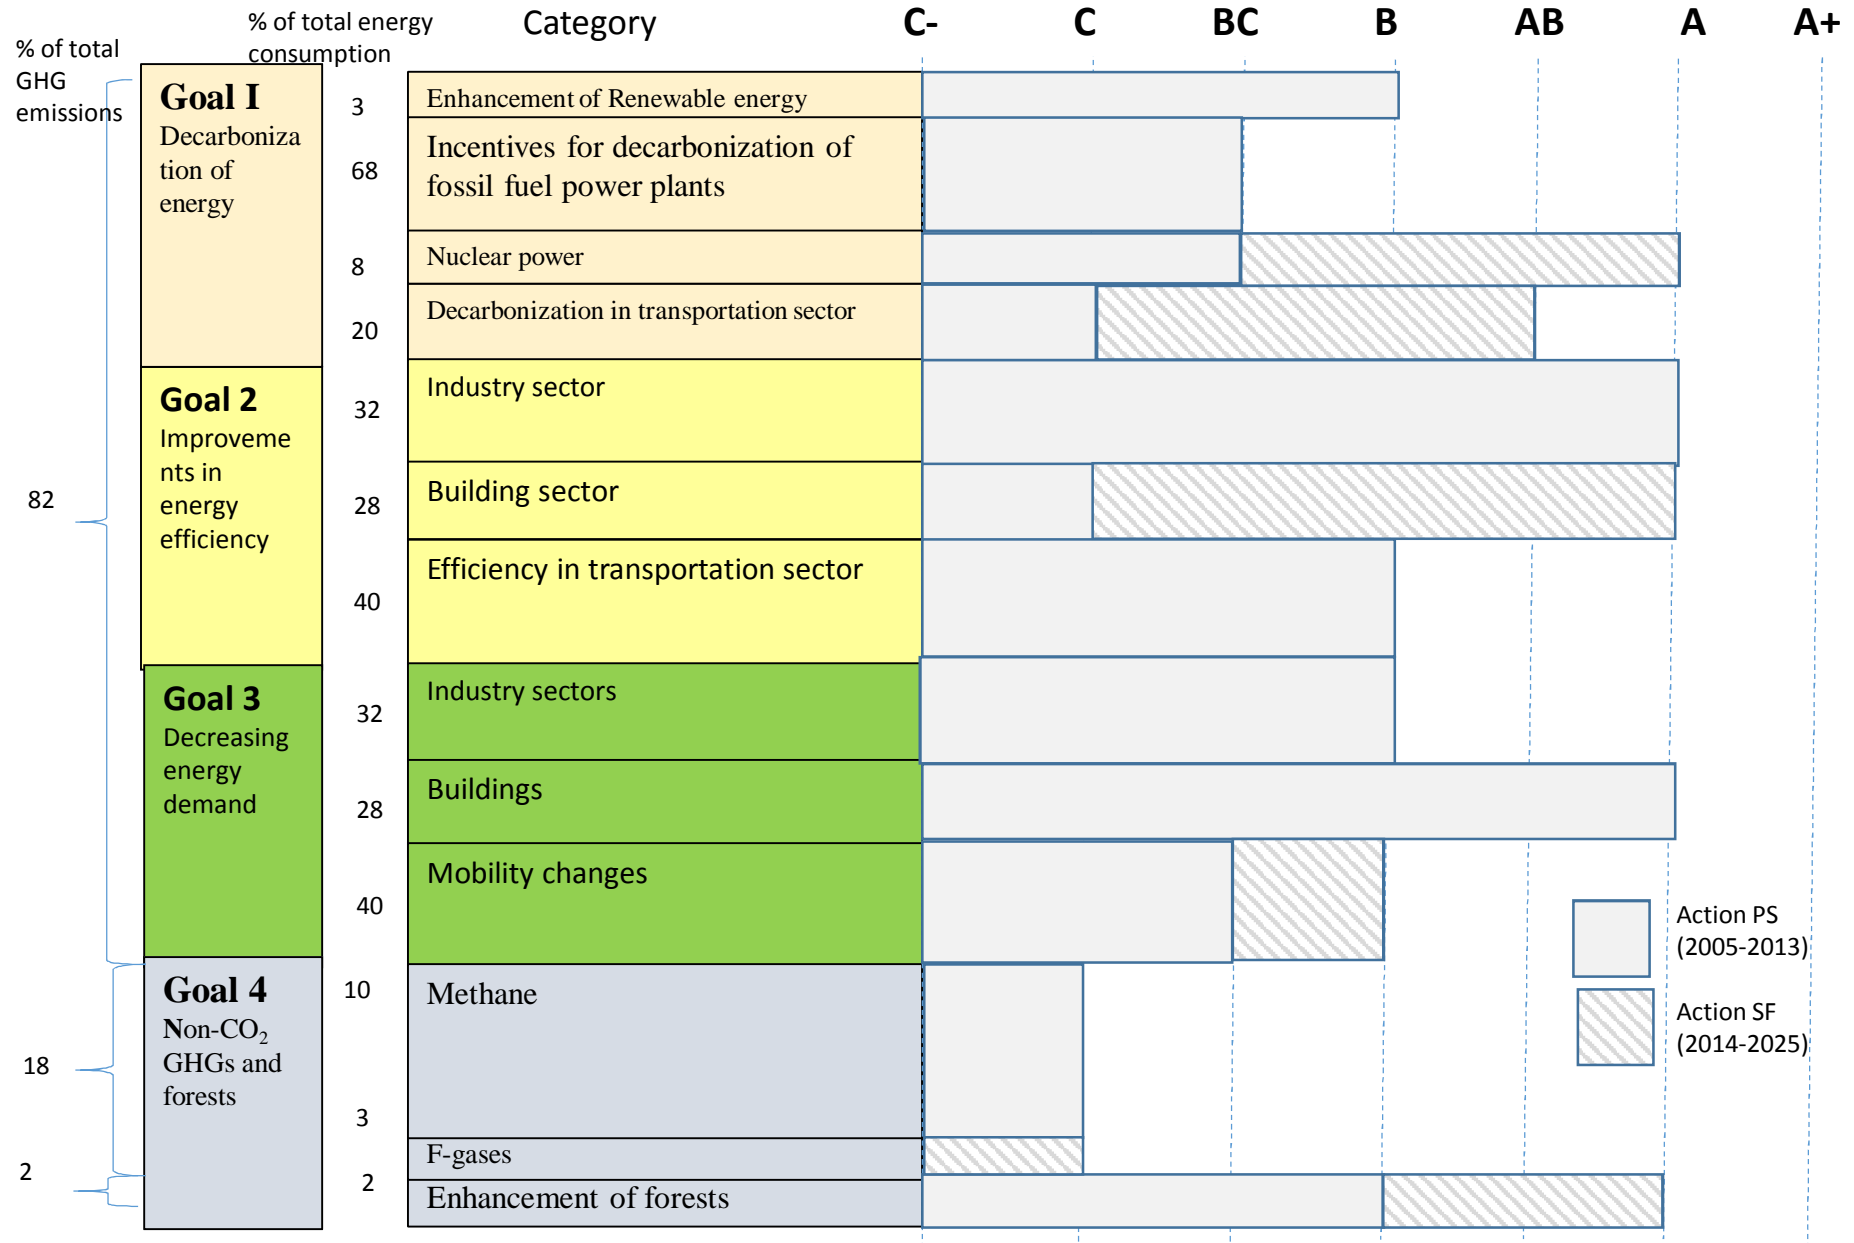 % of total energy
consumption
Category
C-
C
BC
B
AB
A
A+
% of total
GHG
emissions
Goal I
Decarboniza
tion of
energy
3
Enhancement of Renewable energy
68
Incentives for decarbonization of
fossil fuel power plants
8
Nuclear power
20
Decarbonization in transportation sector
Goal 2
Improveme
nts in
energy
efficiency
32
Industry sector
28
Building sector
40
Efficiency in transportation sector
82
Goal 3
Decreasing
energy
demand
32
Industry sectors
28
Buildings
40
Mobility changes
Goal 4
Non-CO₂
GHGs and
forests
10
Methane
3
F-gases
2
Enhancement of forests
18
2
Action PS
(2005-2013)
Action SF
(2014-2025)